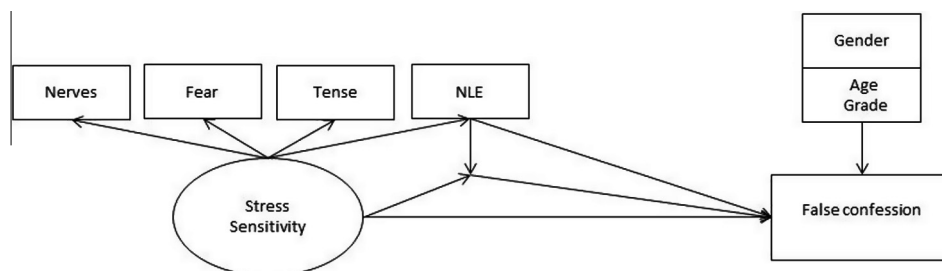 Gender
Nerves
Fear
Tense
NLE
Age
Grade
Stress
Sensitivity
False confession